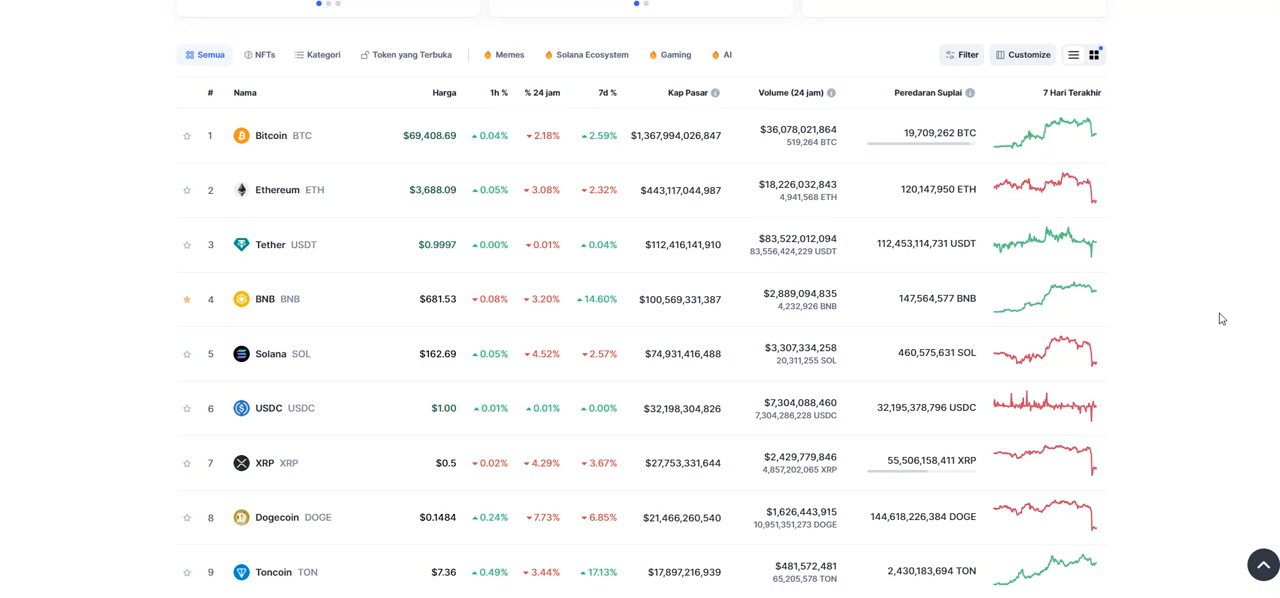 Semua NFTs Kategori Token yang Terbuka Memes Solana Ecosystem Gaming AI Filter Customize
# Nama Harga 1h % % 24 jam 7d % Kap Pasar Volume (24 jam) Peredaran Suplai 7 Hari Terakhir
1 Bitcoin BTC $69,408.69 0.04% 2.18% 2.59% $1,367,994,026,847 $36,078,021,864 19,709,262 BTC
519,264 BTC
2 Ethereum ETH $3,688.09 0.05% 3.08% 2.32% $443,117,044,987 $18,226,032,843 120,147,950 ETH
4,941,568 ETH
3 Tether USDT $0.9997 0.00% 0.01% 0.04% $112,416,141,910 $83,522,012,094 112,453,114,731 USDT
83,556,424,229 USDT
4 BNB BNB $681.53 0.08% 3.20% 14.60% $100,569,331,387 $2,889,094,835 147,564,577 BNB
4,232,926 BNB
5 Solana SOL $162.69 0.05% 4.52% 2.57% $74,931,416,488 $3,307,334,258 460,575,631 SOL
20,311,255 SOL
6 USDC USDC $1.00 0.01% 0.01% 0.00% $32,198,304,826 $7,304,088,460 32,195,378,796 USDC
7,304,286,228 USDC
7 XRP XRP $0.5 0.02% 4.29% 3.67% $27,753,331,644 $2,429,779,846 55,506,158,411 XRP
4,857,202,065 XRP
8 Dogecoin DOGE $0.1484 0.24% 7.73% 6.85% $21,466,260,540 $1,626,443,915 144,618,226,384 DOGE
10,951,351,273 DOGE
9 Toncoin TON $7.36 0.49% 3.44% 17.13% $17,897,216,939 $481,572,481 2,430,183,694 TON
65,205,578 TON